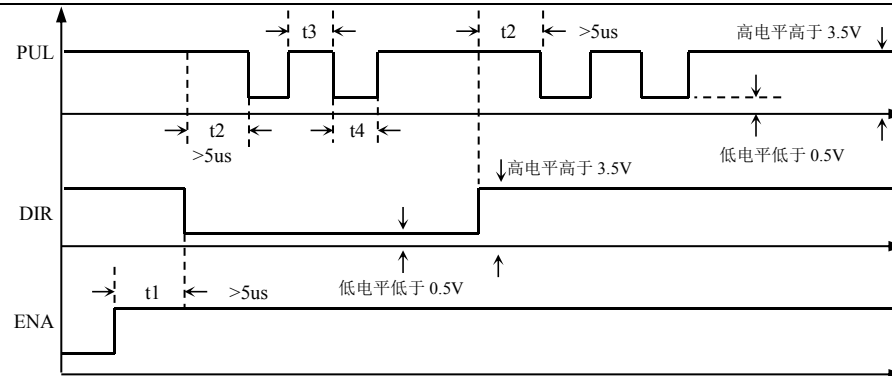 t3
t2
>5us
高电平高于 3.5V
PUL
t2
>5us
t4
低电平低于 0.5V
高电平高于 3.5V
DIR
t1
>5us
低电平低于 0.5V
ENA